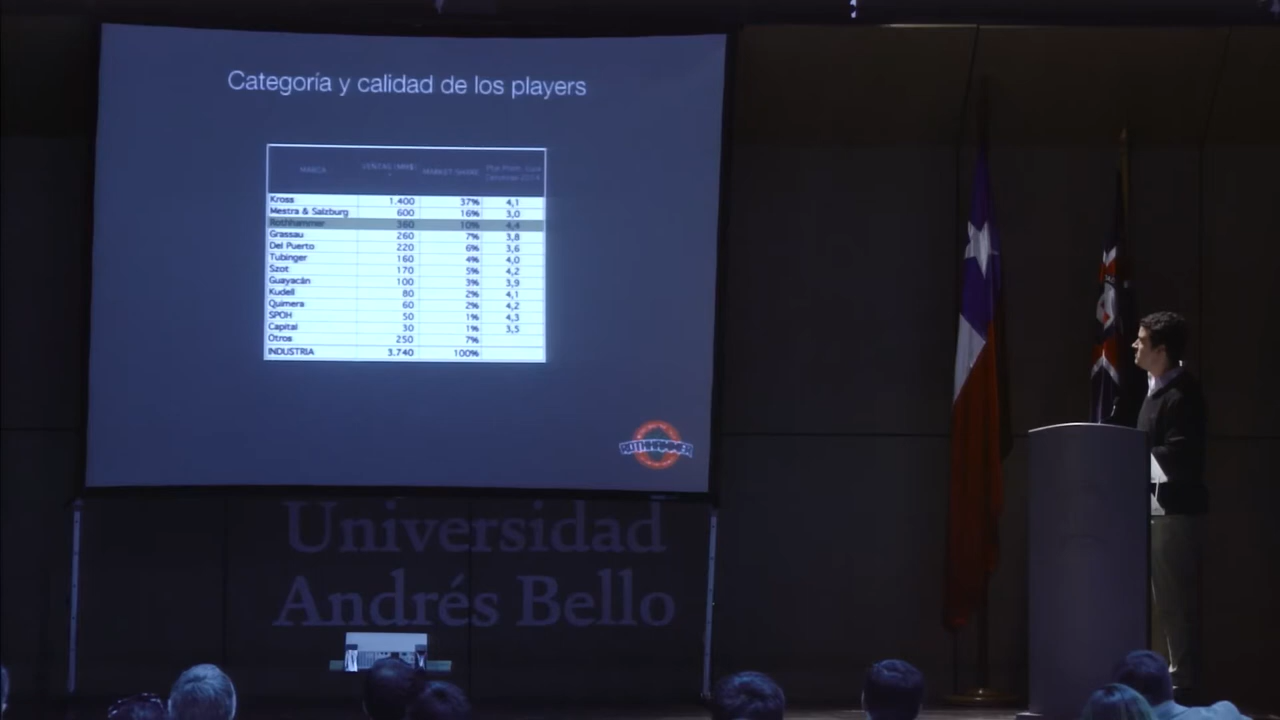 Categoría y calidad de los players
MARCA VENTAS (MM$) MARKET SHARE
Kross 1.400 37% 4,1
Mestra & Salzburg 600 16% 3,0
Rothhammer 360 10% 4,4
Grassau 260 7% 3,8
Del Puerto 220 6% 3,6
Tubinger 160 4% 4,0
Szot 170 5% 4,2
Guayacán 100 3% 3,9
Kudell 80 2% 4,1
Quimera 60 2% 4,2
SPOH 50 1% 4,3
Capital 30 1% 3,5
Otros 250 7%
INDUSTRIA 3.740 100%
ROTHHAMMER
Universidad
Andrés Bello